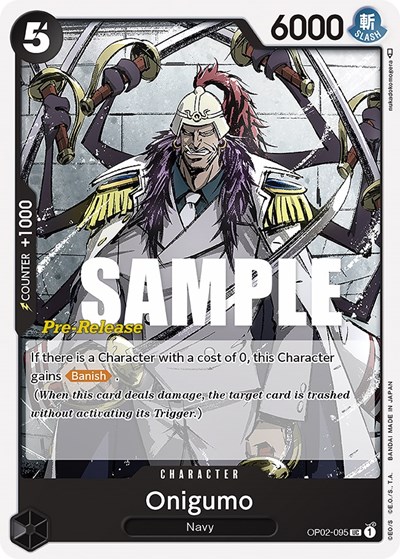 5
6000
斬
SLASH
nukadokomogera
COUNTER +1000
SAMPLE
Pre-Release
If there is a Character with a cost of 0, this Character
gains Banish .
(When this card deals damage, the target card is trashed
without activating its Trigger.)
CHARACTER
Onigumo
Navy
OP02-095 UC 1
©E.O/S ©E.O./S., T.A. BANDAI MADE IN JAPAN